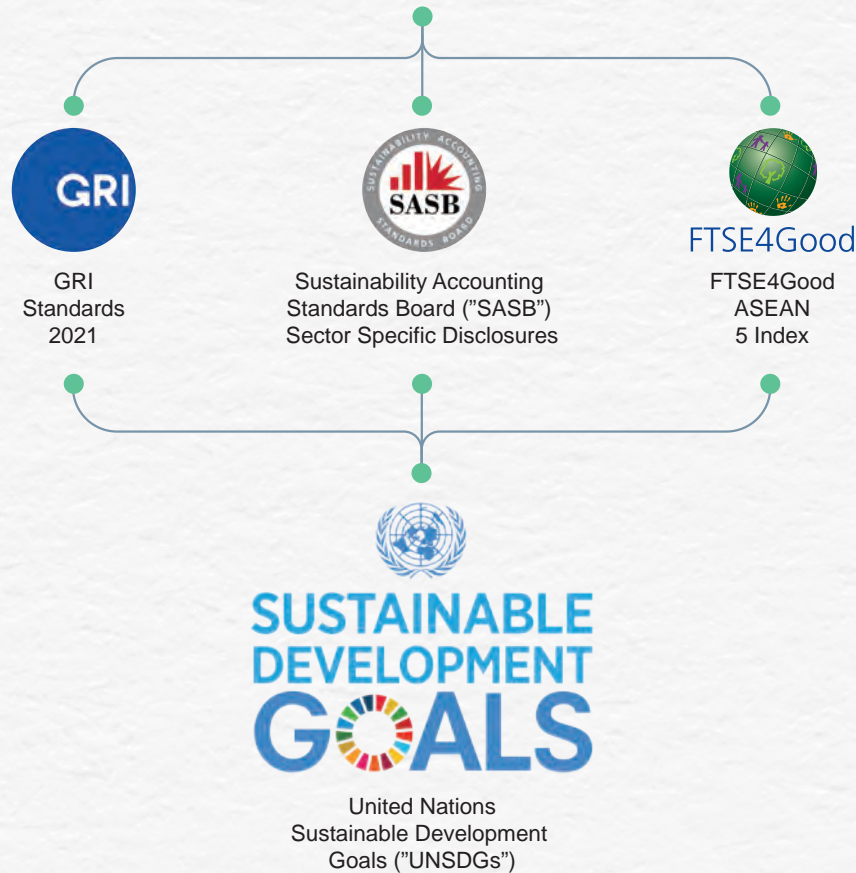 GRI
SUSTAINABILITY ACCOUNTING
SASB
STANDARDS BOARD
FTSE4Good
GRI
Standards
2021
Sustainability Accounting
Standards Board ("SASB")
Sector Specific Disclosures
FTSE4Good
ASEAN
5 Index
SUSTAINABLE
DEVELOPMENT
GOALS
United Nations
Sustainable Development
Goals ("UNSDGs")